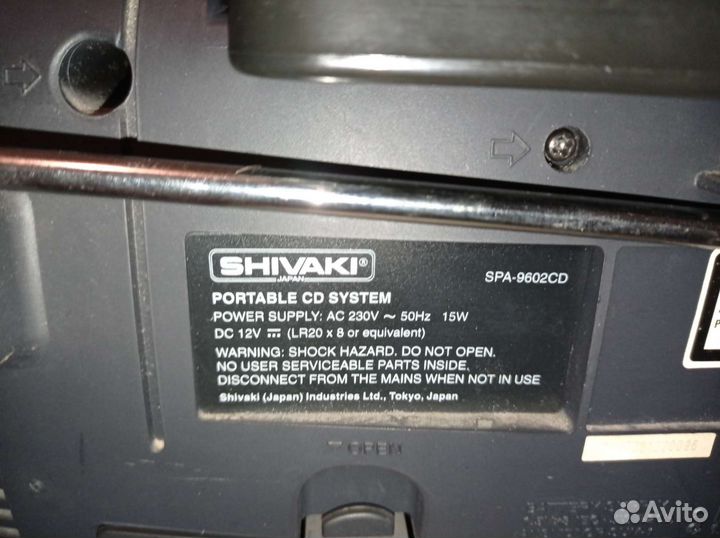 SHIVAKI®
JAPAN
SPA-9602CD
PORTABLE CD SYSTEM
POWER SUPPLY: AC 230V ~ 50Hz 15W
DC 12V ⎓ (LR20 x 8 or equivalent)
WARNING: SHOCK HAZARD. DO NOT OPEN.
NO USER SERVICEABLE PARTS INSIDE.
DISCONNECT FROM THE MAINS WHEN NOT IN USE
Shivaki (Japan) Industries Ltd., Tokyo, Japan
OPEN
Avito